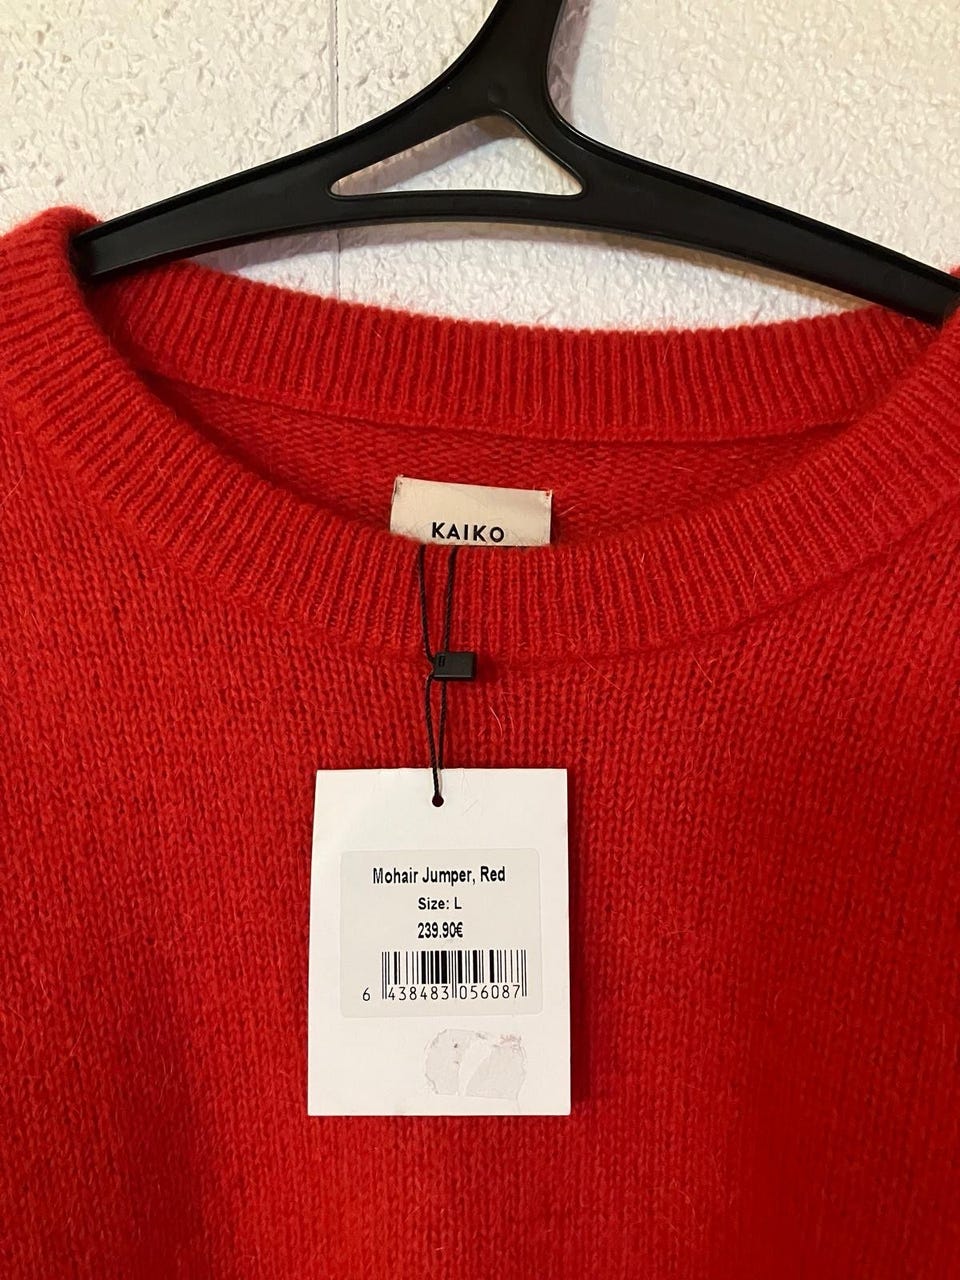 KAIKO
Mohair Jumper, Red
Size: L
239.90€
6 438483 056087